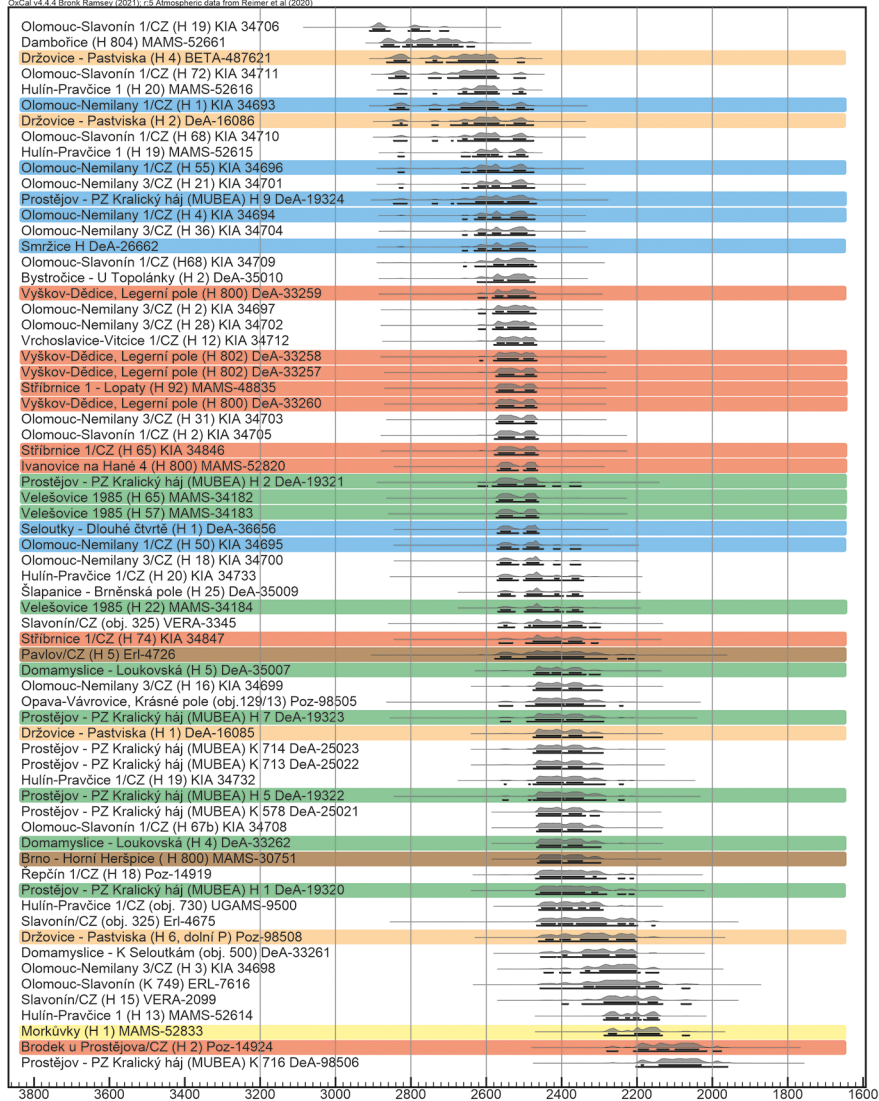 OxCal v4.4.4 Bronk Ramsey (2021); r:5 Atmospheric data from Reimer et al (2020)
Olomouc-Slavonín 1/CZ (H 19) KIA 34706
Dambořice (H 804) MAMS-52661
Držovice - Pastviska (H 4) BETA-487621
Olomouc-Slavonín 1/CZ (H 72) KIA 34711
Hulín-Pravčice 1 (H 20) MAMS-52616
Olomouc-Nemilany 1/CZ (H 1) KIA 34693
Držovice - Pastviska (H 2) DeA-16086
Olomouc-Slavonín 1/CZ (H 68) KIA 34710
Hulín-Pravčice 1 (H 19) MAMS-52615
Olomouc-Nemilany 1/CZ (H 55) KIA 34696
Olomouc-Nemilany 3/CZ (H 21) KIA 34701
Prostějov - PZ Kralický háj (MUBEA) H 9 DeA-19324
Olomouc-Nemilany 1/CZ (H 4) KIA 34694
Olomouc-Nemilany 3/CZ (H 36) KIA 34704
Smržice H DeA-26662
Olomouc-Slavonín 1/CZ (H68) KIA 34709
Bystročice - U Topolánky (H 2) DeA-35010
Vyškov-Dědice, Legerní pole (H 800) DeA-33259
Olomouc-Nemilany 3/CZ (H 2) KIA 34697
Olomouc-Nemilany 3/CZ (H 28) KIA 34702
Vrchoslavice-Vitcice 1/CZ (H 12) KIA 34712
Vyškov-Dědice, Legerní pole (H 802) DeA-33258
Vyškov-Dědice, Legerní pole (H 802) DeA-33257
Stříbrnice 1 - Lopaty (H 92) MAMS-48835
Vyškov-Dědice, Legerní pole (H 800) DeA-33260
Olomouc-Nemilany 3/CZ (H 31) KIA 34703
Olomouc-Slavonín 1/CZ (H 2) KIA 34705
Stříbrnice 1/CZ (H 65) KIA 34846
Ivanovice na Hané 4 (H 800) MAMS-52820
Prostějov - PZ Kralický háj (MUBEA) H 2 DeA-19321
Velešovice 1985 (H 65) MAMS-34182
Velešovice 1985 (H 57) MAMS-34183
Seloutky - Dlouhé čtvrtě (H 1) DeA-36656
Olomouc-Nemilany 1/CZ (H 50) KIA 34695
Olomouc-Nemilany 3/CZ (H 18) KIA 34700
Hulín-Pravčice 1/CZ (H 20) KIA 34733
Šlapanice - Brněnská pole (H 25) DeA-35009
Velešovice 1985 (H 22) MAMS-34184
Slavonín/CZ (obj. 325) VERA-3345
Stříbrnice 1/CZ (H 74) KIA 34847
Pavlov/CZ (H 5) Erl-4726
Domamyslice - Loukovská (H 5) DeA-35007
Olomouc-Nemilany 3/CZ (H 16) KIA 34699
Opava-Vávrovice, Krásné pole (obj.129/13) Poz-98505
Prostějov - PZ Kralický háj (MUBEA) H 7 DeA-19323
Držovice - Pastviska (H 1) DeA-16085
Prostějov - PZ Kralický háj (MUBEA) K 714 DeA-25023
Prostějov - PZ Kralický háj (MUBEA) K 713 DeA-25022
Hulín-Pravčice 1/CZ (H 19) KIA 34732
Prostějov - PZ Kralický háj (MUBEA) H 5 DeA-19322
Prostějov - PZ Kralický háj (MUBEA) K 578 DeA-25021
Olomouc-Slavonín 1/CZ (H 67b) KIA 34708
Domamyslice - Loukovská (H 4) DeA-33262
Brno - Horní Heršpice ( H 800) MAMS-30751
Řepčín 1/CZ (H 18) Poz-14919
Prostějov - PZ Kralický háj (MUBEA) H 1 DeA-19320
Hulín-Pravčice 1/CZ (obj. 730) UGAMS-9500
Slavonín/CZ (obj. 325) Erl-4675
Držovice - Pastviska (H 6, dolní P) Poz-98508
Domamyslice - K Seloutkám (obj. 500) DeA-33261
Olomouc-Nemilany 3/CZ (H 3) KIA 34698
Olomouc-Slavonín (K 749) ERL-7616
Slavonín/CZ (H 15) VERA-2099
Hulín-Pravčice 1 (H 13) MAMS-52614
Morkůvky (H 1) MAMS-52833
Brodek u Prostějova/CZ (H 2) Poz-14924
Prostějov - PZ Kralický háj (MUBEA) K 716 DeA-98506
3800 3600 3400 3200 3000 2800 2600 2400 2200 2000 1800 1600